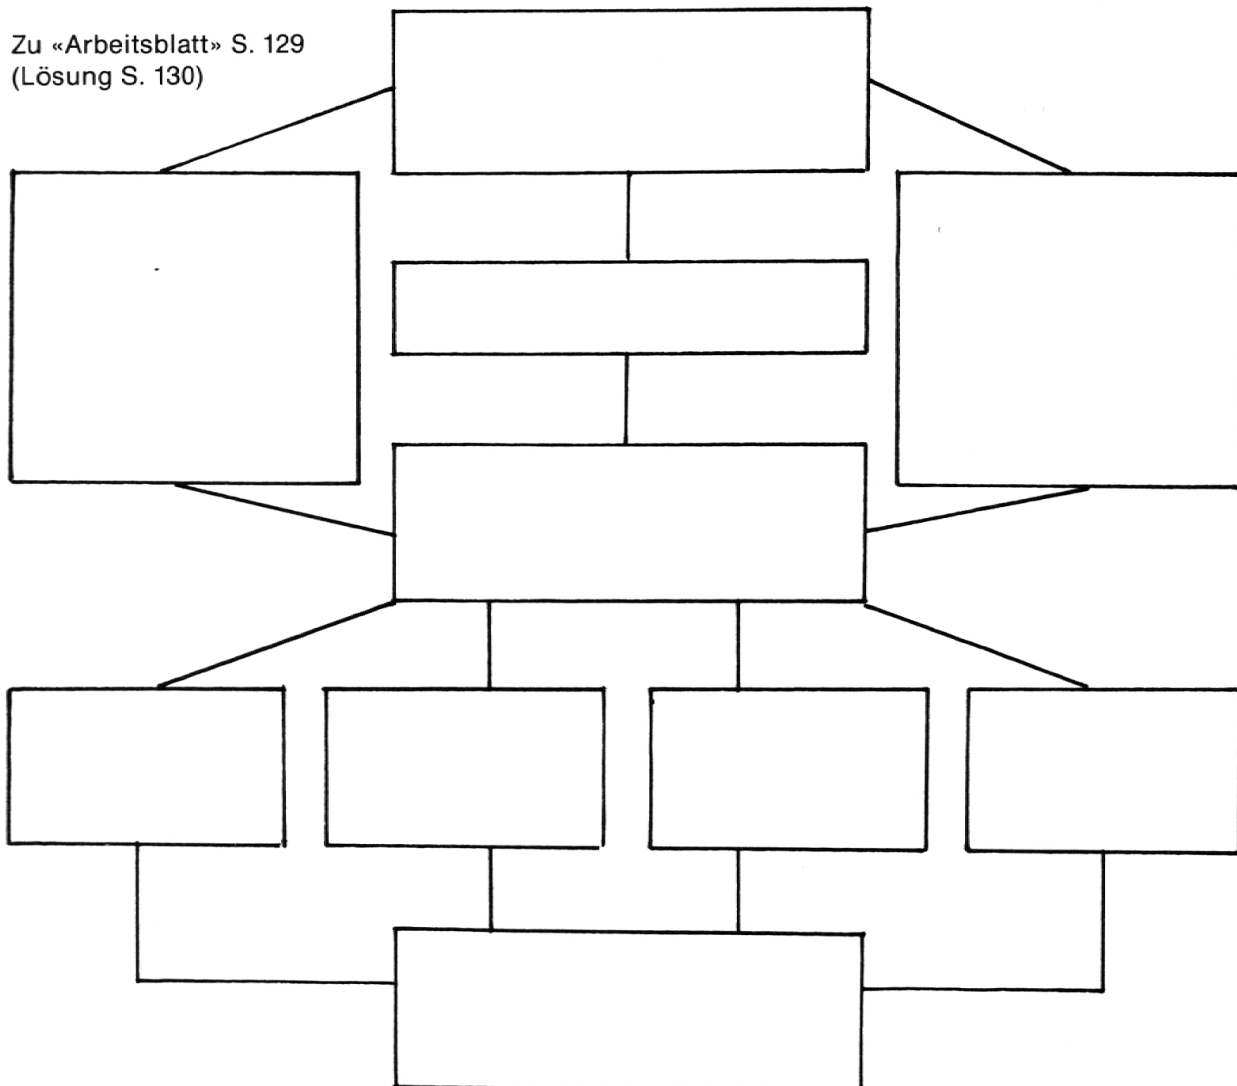 Zu «Arbeitsblatt» S. 129
(Lösung S. 130)